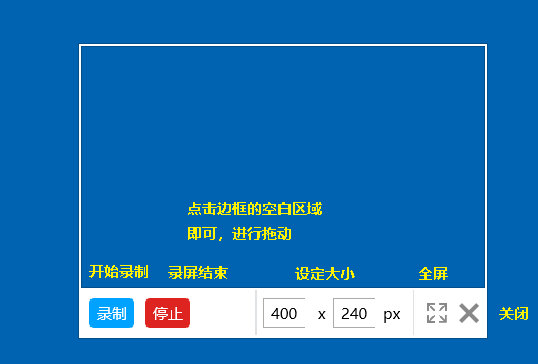 点击边框的空白区域
即可，进行拖动
开始录制 录屏结束 设定大小 全屏
录制 停止 400 x 240 px 关闭